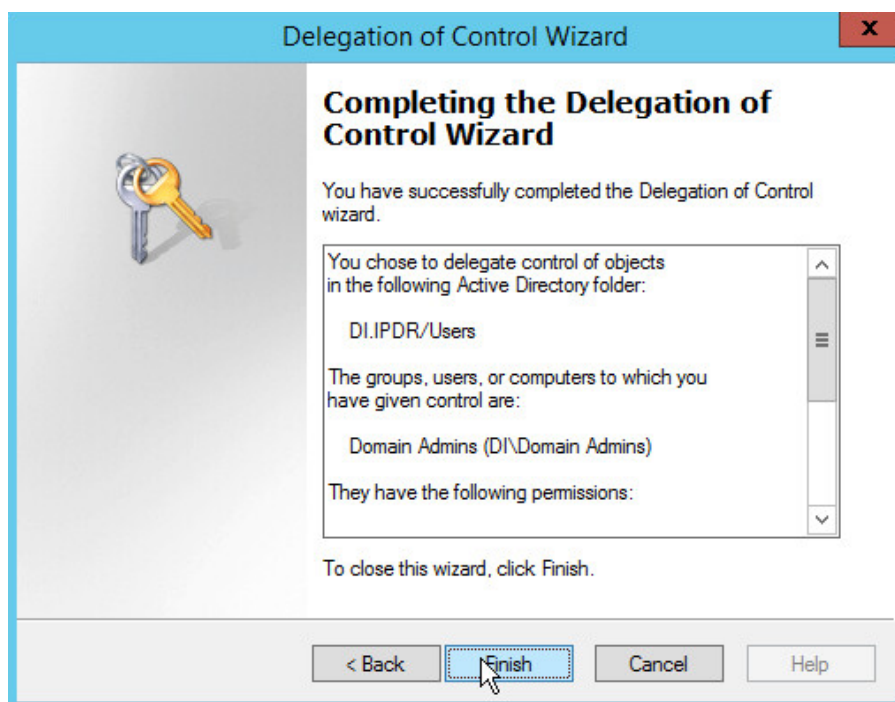 Delegation of Control Wizard
x
Completing the Delegation of
Control Wizard
You have successfully completed the Delegation of Control
wizard.
You chose to delegate control of objects
in the following Active Directory folder:
DI.IPDR/Users
The groups, users, or computers to which you
have given control are:
Domain Admins (DI\Domain Admins)
They have the following permissions:
To close this wizard, click Finish.
< Back
Finish
Cancel
Help